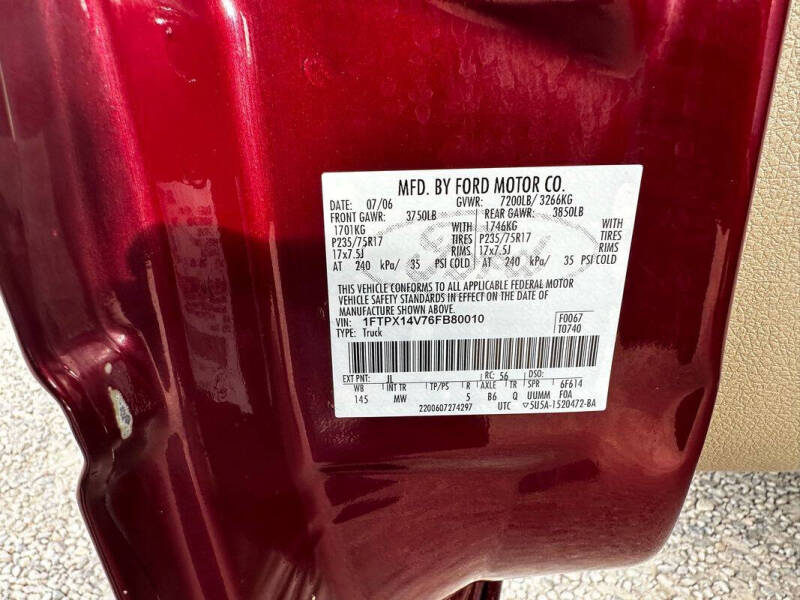 MFD. BY FORD MOTOR CO.
DATE: 07/06 GVWR: 7200LB/ 3266KG
FRONT GAWR: 3750LB REAR GAWR: 3850LB
1701KG WITH 1746KG WITH
P235/75R17 TIRES P235/75R17 TIRES
17x7.5J RIMS 17x7.5J RIMS
AT 240 kPa/ 35 PSI COLD AT 240 kPa/ 35 PSI COLD
Ford
THIS VEHICLE CONFORMS TO ALL APPLICABLE FEDERAL MOTOR
VEHICLE SAFETY STANDARDS IN EFFECT ON THE DATE OF
MANUFACTURE SHOWN ABOVE.
VIN: 1FTPX14V76FB80010 F0067
TYPE: Truck T0740
EXT PNT: JL RC: 56 DSO:
WB INT TR TP/PS R AXLE TR SPR 6F614
145 MW 5 B6 Q UUMM FOA
2200607274297 UTC ▽5U5A-1520472-BA